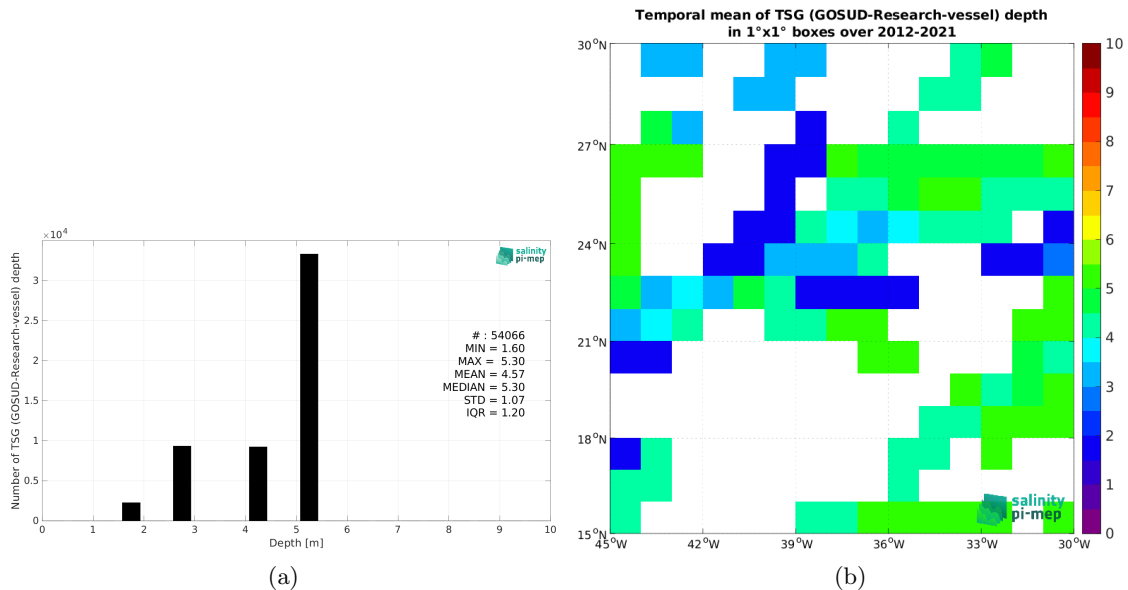 ×10⁴
Number of TSG (GOSUD-Research-vessel) depth
3
2.5
2
1.5
1
0.5
0
0 1 2 3 4 5 6 7 8 9 10
Depth [m]
salinity
pi-mep
# : 54066
MIN = 1.60
MAX = 5.30
MEAN = 4.57
MEDIAN = 5.30
STD = 1.07
IQR = 1.20
(a)
Temporal mean of TSG (GOSUD-Research-vessel) depth
in 1°x1° boxes over 2012-2021
30°N
27°N
24°N
21°N
18°N
15°N
45°W 42°W 39°W 36°W 33°W 30°W
salinity
pi-mep
10
9
8
7
6
5
4
3
2
1
0
(b)